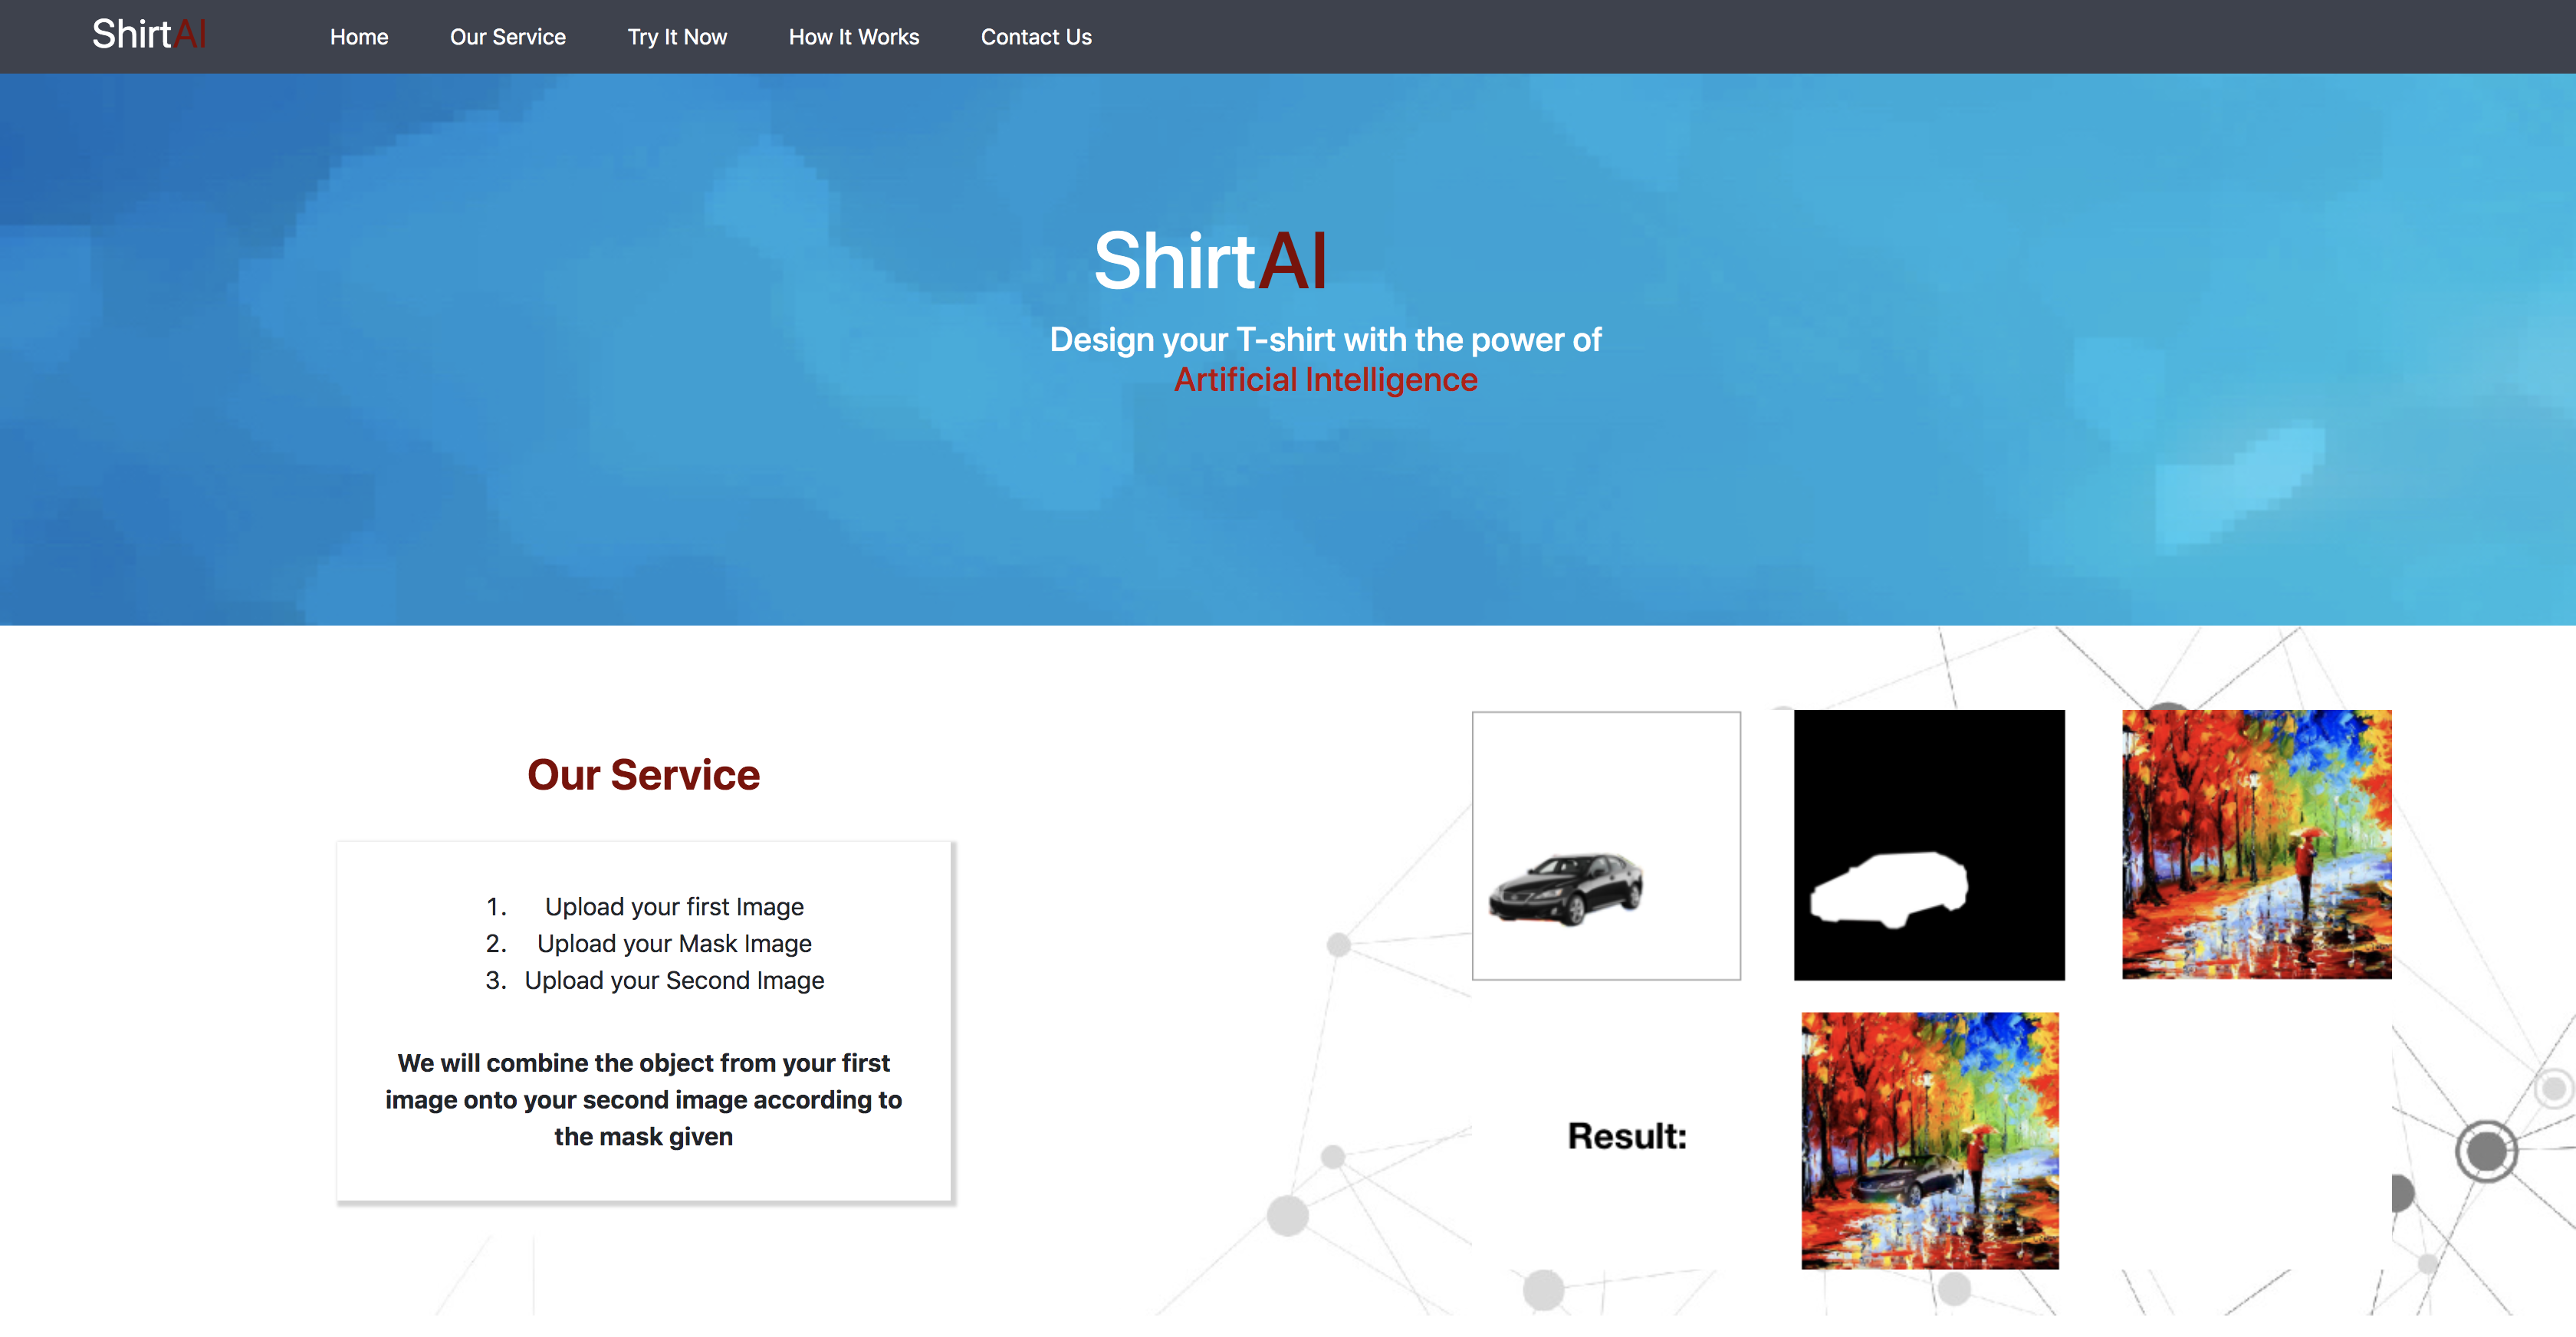 ShirtAI
Home
Our Service
Try It Now
How It Works
Contact Us
ShirtAI
Design your T-shirt with the power of
Artificial Intelligence
Our Service
1. Upload your first Image
2. Upload your Mask Image
3. Upload your Second Image
We will combine the object from your first
image onto your second image according to
the mask given
Result: